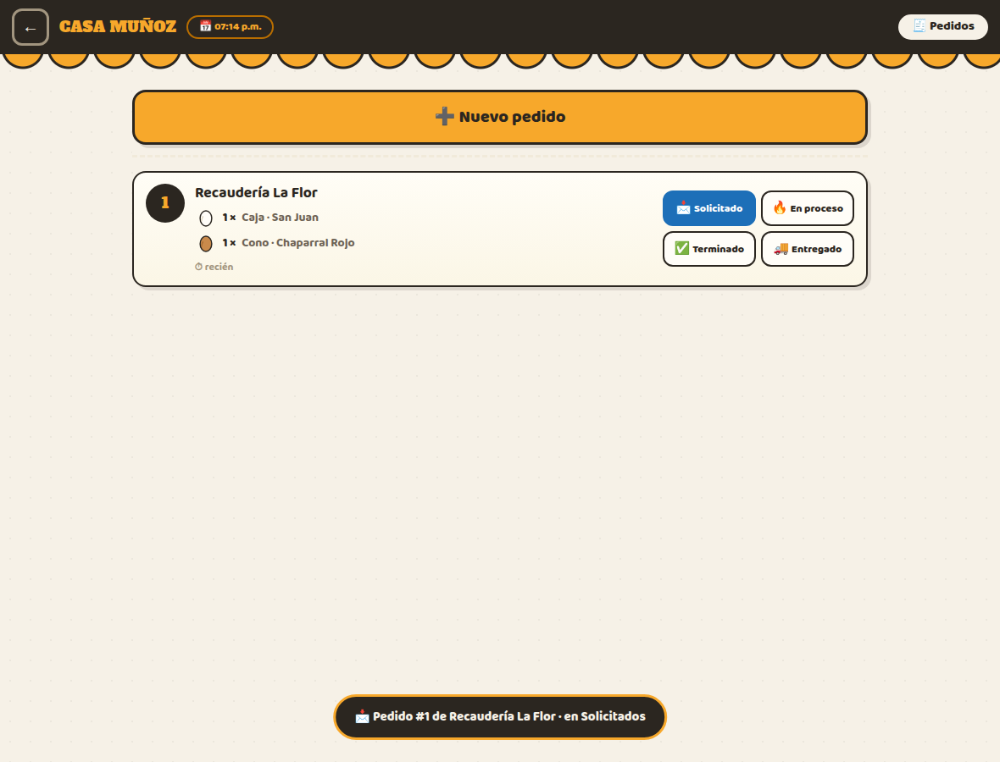 ← CASA MUÑOZ 📅 07:14 p.m. 🧾 Pedidos
➕ Nuevo pedido
1 Recaudería La Flor
1× Caja · San Juan
1× Cono · Chaparral Rojo
⏱ recién
📩 Solicitado 🔥 En proceso
✅ Terminado 🚚 Entregado
📩 Pedido #1 de Recaudería La Flor · en Solicitados